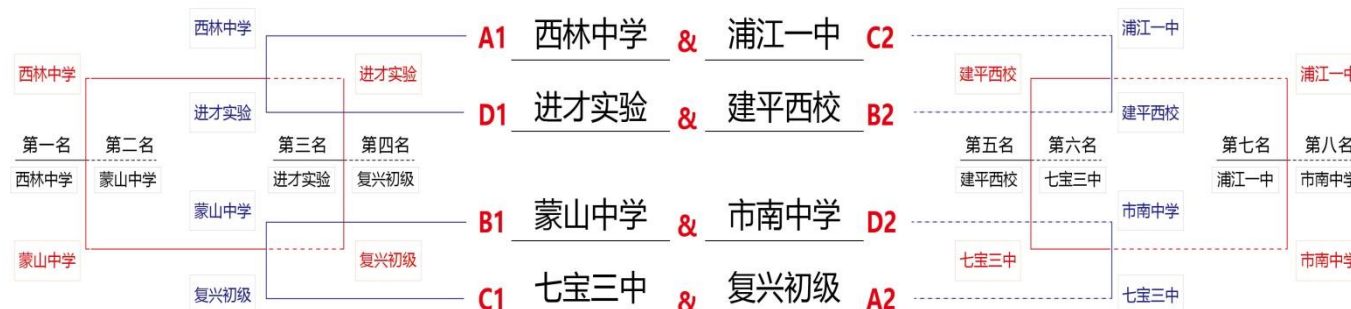 西林中学 A1 西林中学 & 浦江一中 C2 浦江一中
西林中学 进才实验 建平西校 浦江一中
进才实验 D1 进才实验 & 建平西校 B2 建平西校
第一名 第二名 第三名 第四名 第五名 第六名 第七名 第八名
西林中学 蒙山中学 进才实验 复兴初级 建平西校 七宝三中 浦江一中 市南中学
蒙山中学 B1 蒙山中学 & 市南中学 D2 市南中学
蒙山中学 复兴初级 七宝三中 市南中学
复兴初级 C1 七宝三中 & 复兴初级 A2 七宝三中